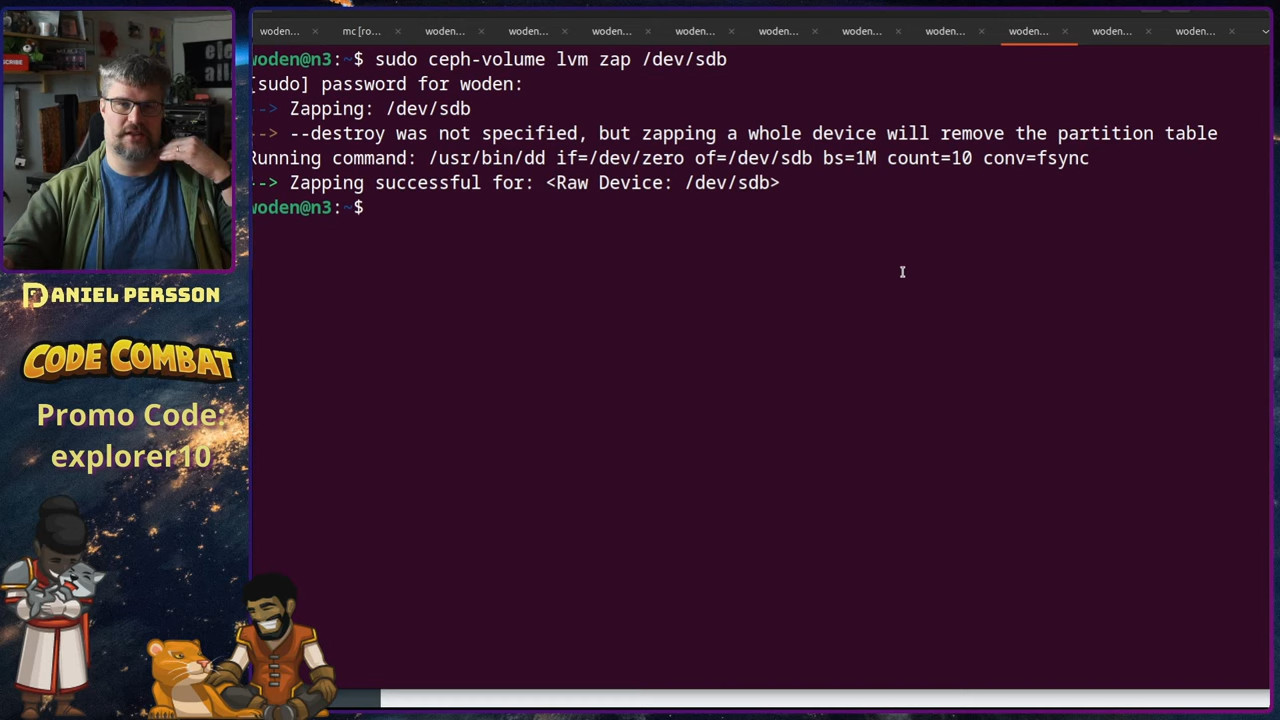 woden...
mc [ro...
woden...
woden...
woden...
woden...
woden...
woden...
woden...
woden...
woden...
woden...
woden@n3:~$ sudo ceph-volume lvm zap /dev/sdb
[sudo] password for woden:
--> Zapping: /dev/sdb
--> --destroy was not specified, but zapping a whole device will remove the partition table
Running command: /usr/bin/dd if=/dev/zero of=/dev/sdb bs=1M count=10 conv=fsync
--> Zapping successful for: <Raw Device: /dev/sdb>
woden@n3:~$
SCRIBE
DANIEL PERSSON
CODE COMBAT
Promo Code:
explorer10